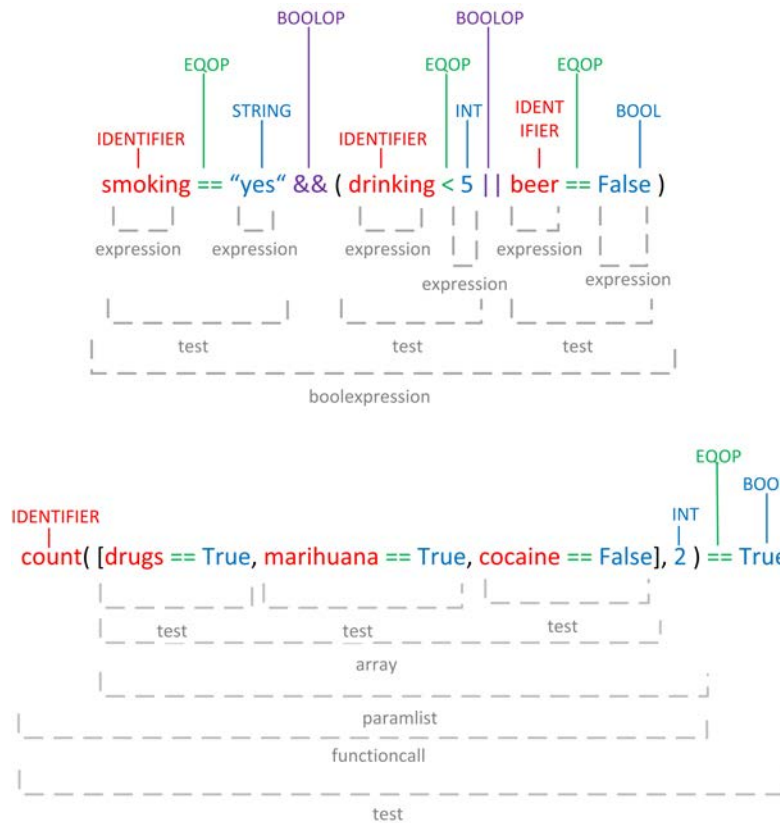 BOOLOP BOOLOP
EQOP EQOP EQOP
STRING INT IDENT BOOL
IFIER
IDENTIFIER IDENTIFIER
smoking == “yes“ && ( drinking < 5 || beer == False )
expression expression expression expression
expression expression
test test test
boolexpression
EQOP
BOO
IDENTIFIER INT
count( [drugs == True, marihuana == True, cocaine == False], 2 ) == True
test test test
array
paramlist
functioncall
test